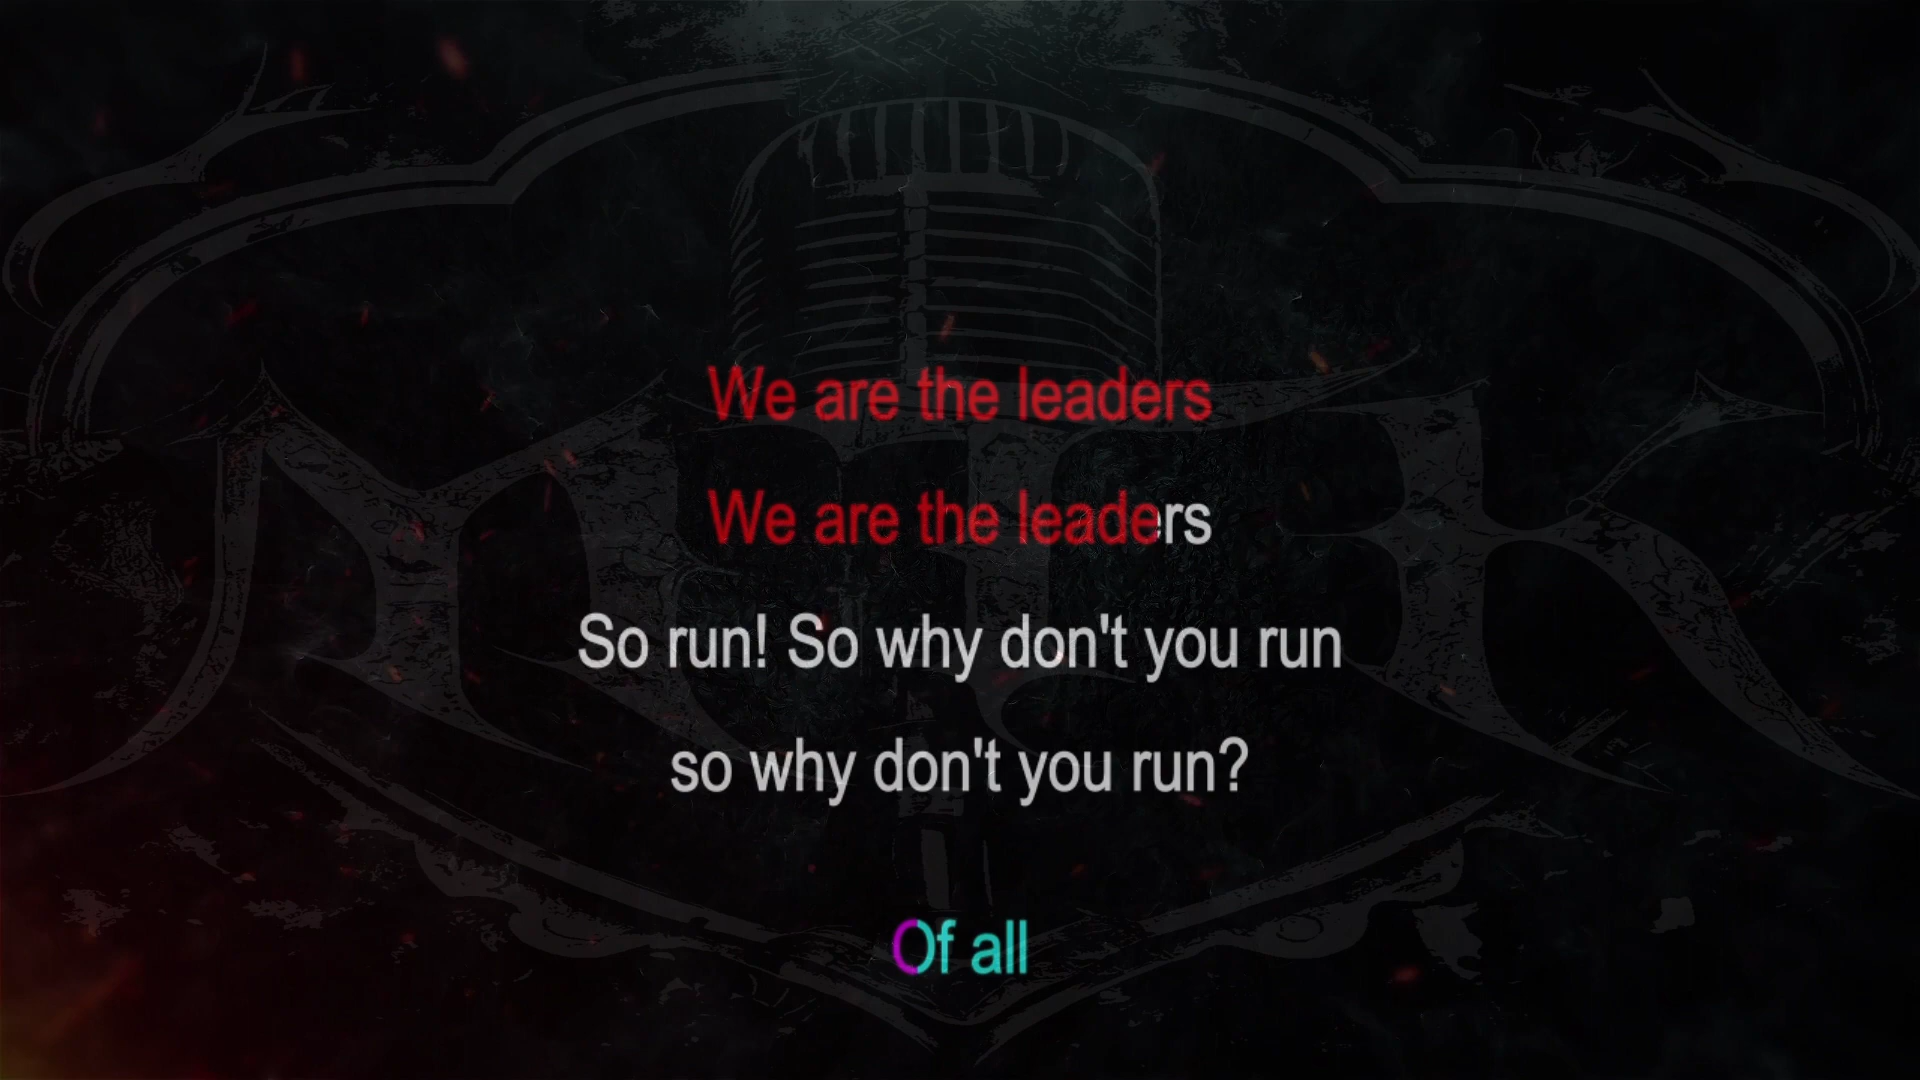 We are the leaders
We are the leaders
So run! So why don't you run
so why don't you run?
Of all
MTK